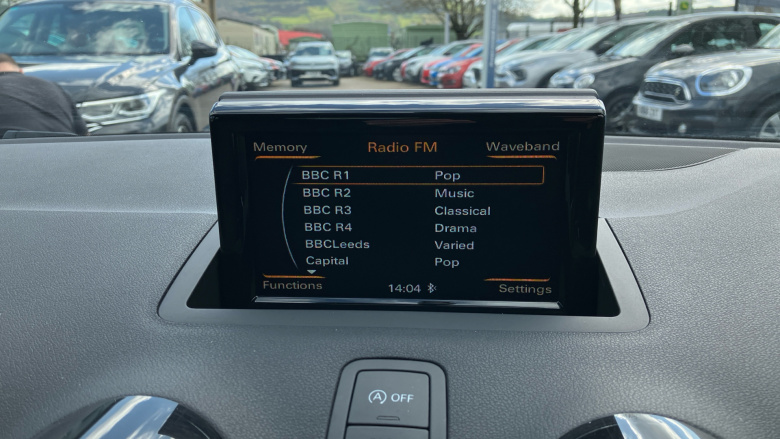 Memory Radio FM Waveband
BBC R1 Pop
BBC R2 Music
BBC R3 Classical
BBC R4 Drama
BBCLeeds Varied
Capital Pop
Functions 14:04 Settings
A OFF